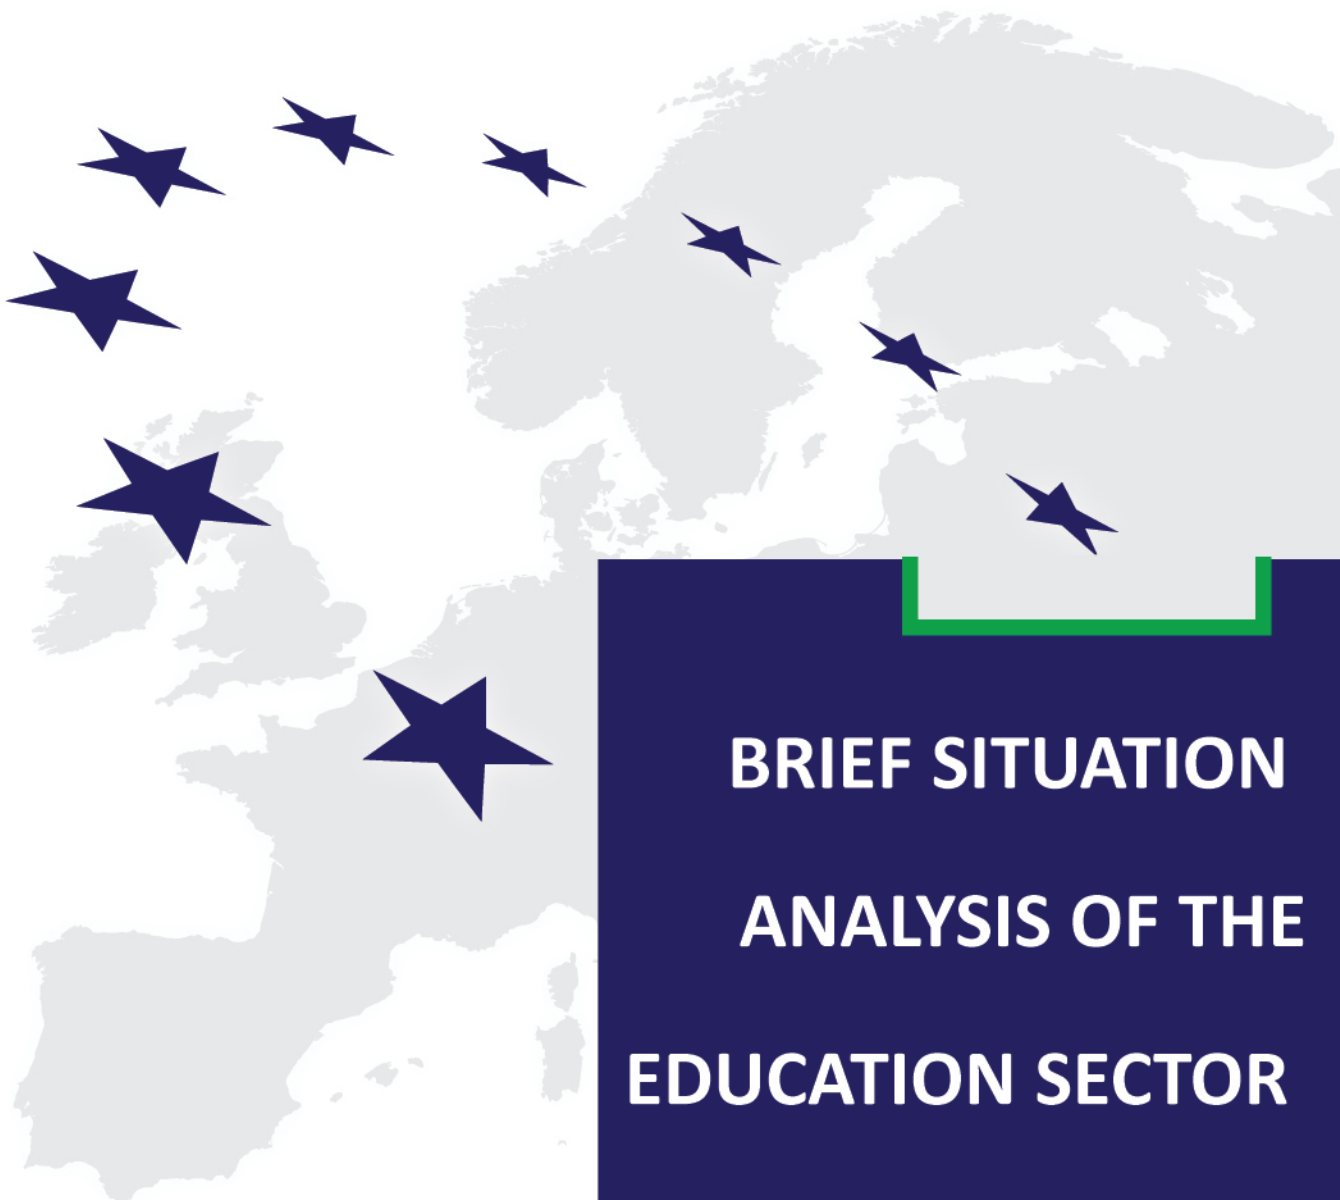 BRIEF SITUATION
ANALYSIS OF THE
EDUCATION SECTOR